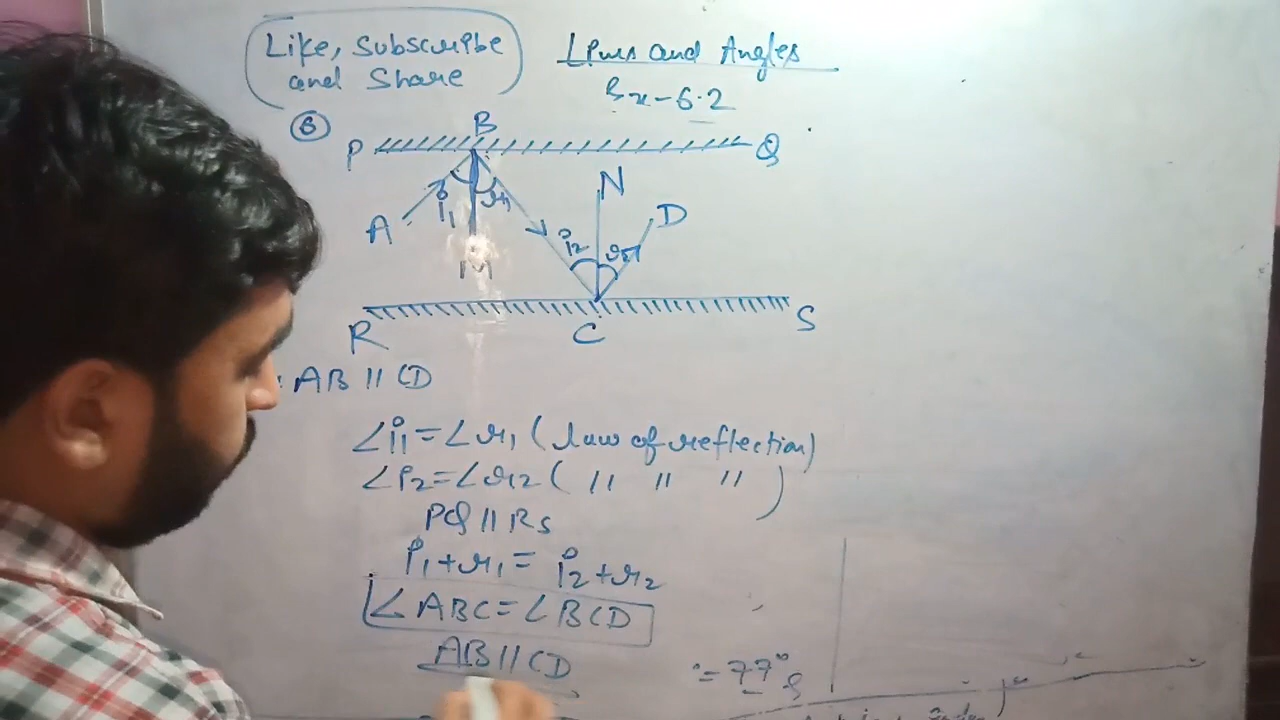 Like, Subscribe
and Share
Lines and Angles
Ex-6.2
6
P B Q
A i1 r1 M
N D i2 r2
R C S
: AB || CD
∠i1 = ∠r1 (law of reflection)
∠i2 = ∠r2 ( " " " )
PQ || RS
i1 + r1 = i2 + r2
∠ABC = ∠BCD
AB || CD
= 77°